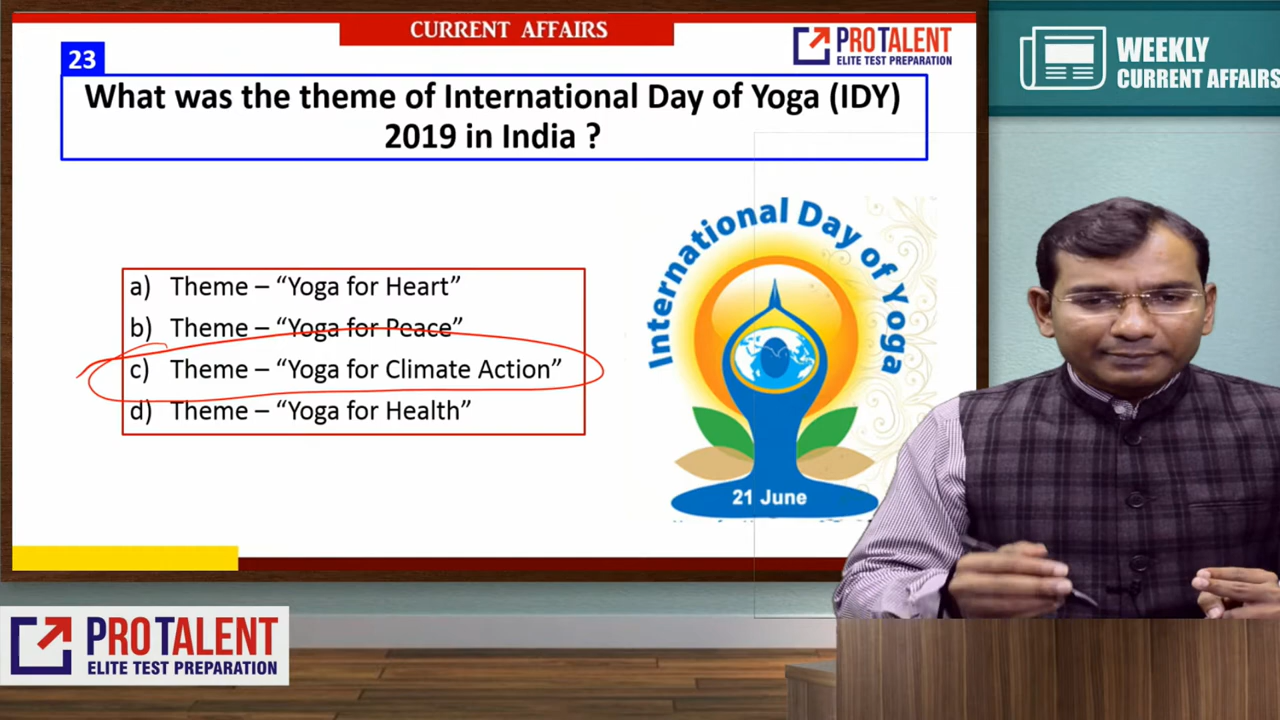 CURRENT AFFAIRS
PROTALENT
ELITE TEST PREPARATION
WEEKLY
CURRENT AFFAIRS
23
What was the theme of International Day of Yoga (IDY)
2019 in India ?
a) Theme – “Yoga for Heart”
b) Theme – “Yoga for Peace”
c) Theme – “Yoga for Climate Action”
d) Theme – “Yoga for Health”
International Day of Yoga
21 June
PROTALENT
ELITE TEST PREPARATION